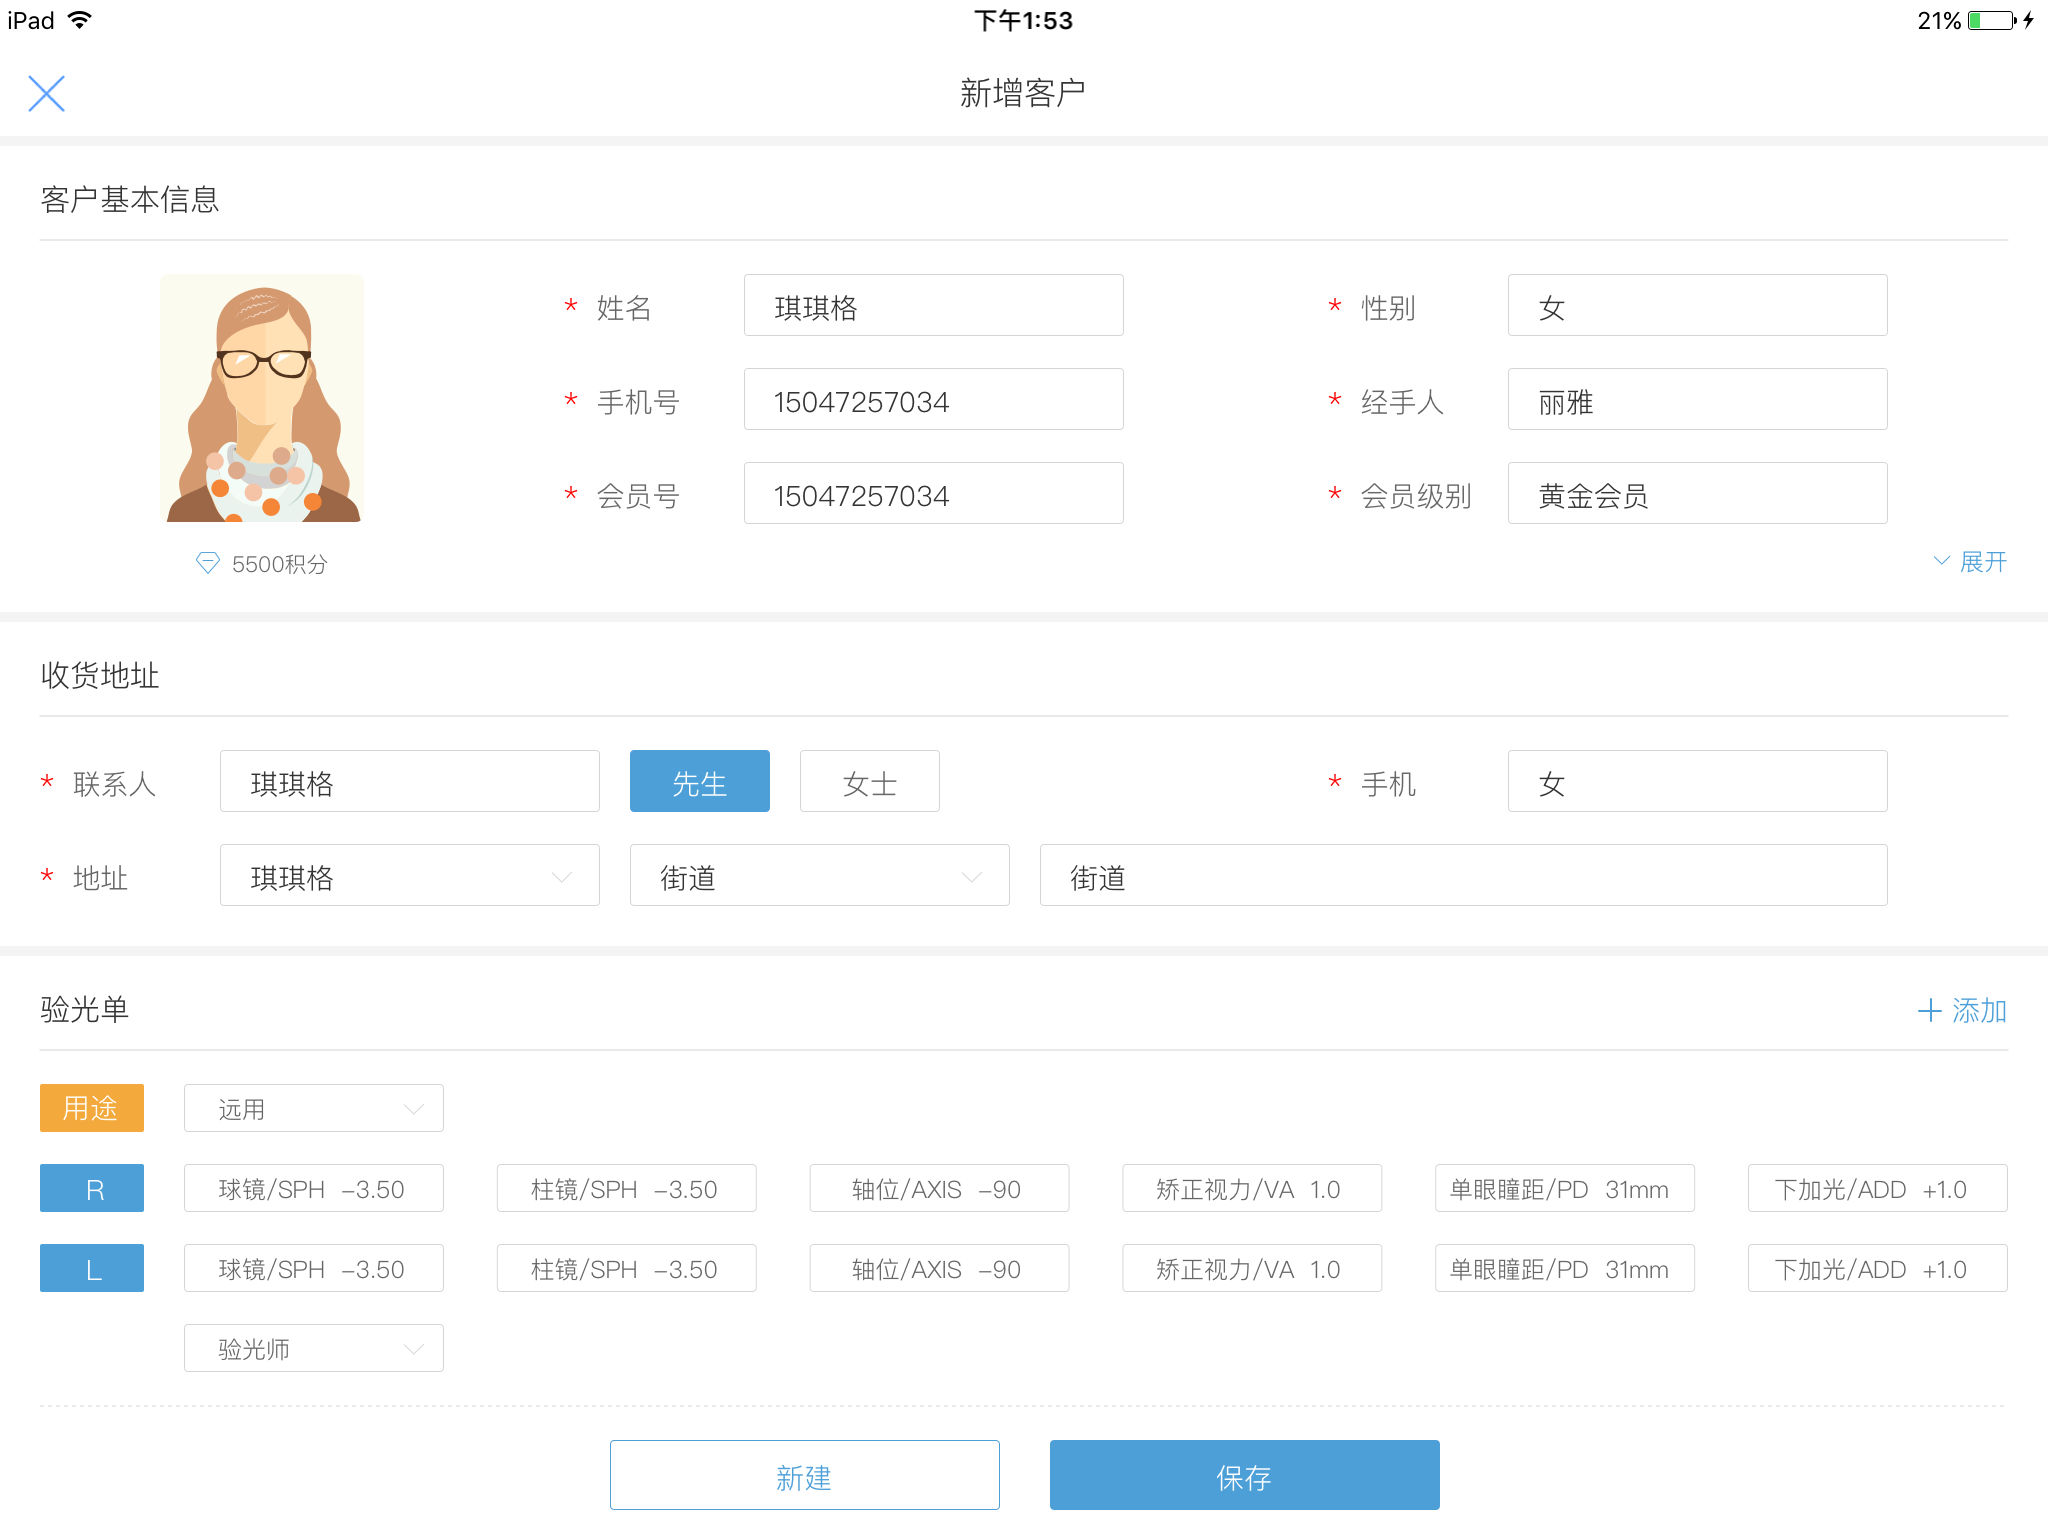 iPad 下午1:53 21%
新增客户
客户基本信息
* 姓名 琪琪格 * 性别 女
* 手机号 15047257034 * 经手人 丽雅
* 会员号 15047257034 * 会员级别 黄金会员
5500积分 展开
收货地址
* 联系人 琪琪格 先生 女士 * 手机 女
* 地址 琪琪格 街道 街道
验光单 + 添加
用途 远用
R 球镜/SPH -3.50 柱镜/SPH -3.50 轴位/AXIS -90 矫正视力/VA 1.0 单眼瞳距/PD 31mm 下加光/ADD +1.0
L 球镜/SPH -3.50 柱镜/SPH -3.50 轴位/AXIS -90 矫正视力/VA 1.0 单眼瞳距/PD 31mm 下加光/ADD +1.0
验光师
新建 保存